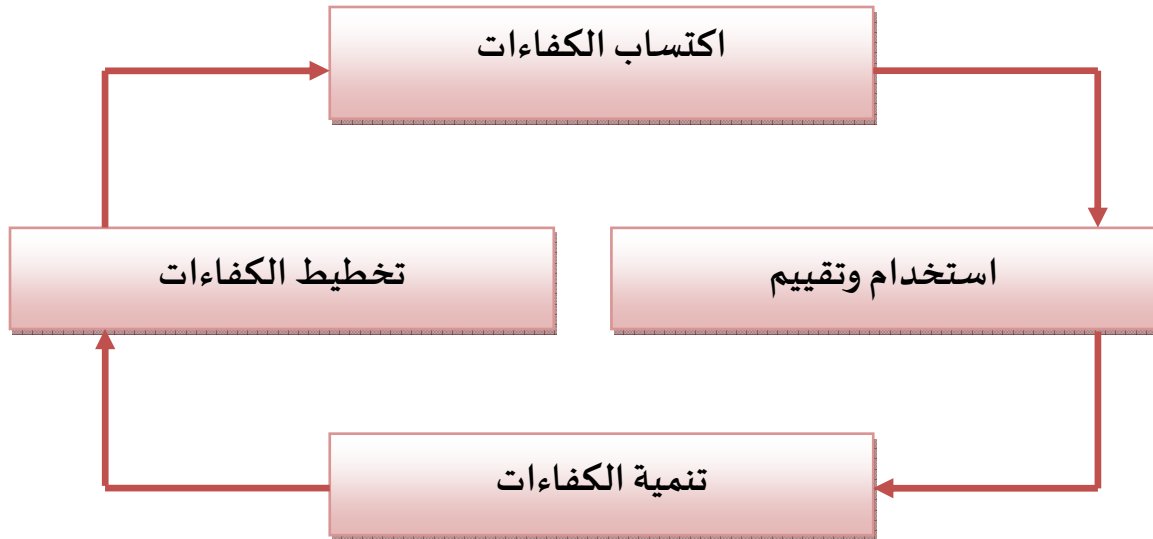 اكتساب الكفاءات
استخدام وتقييم
تخطيط الكفاءات
تنمية الكفاءات